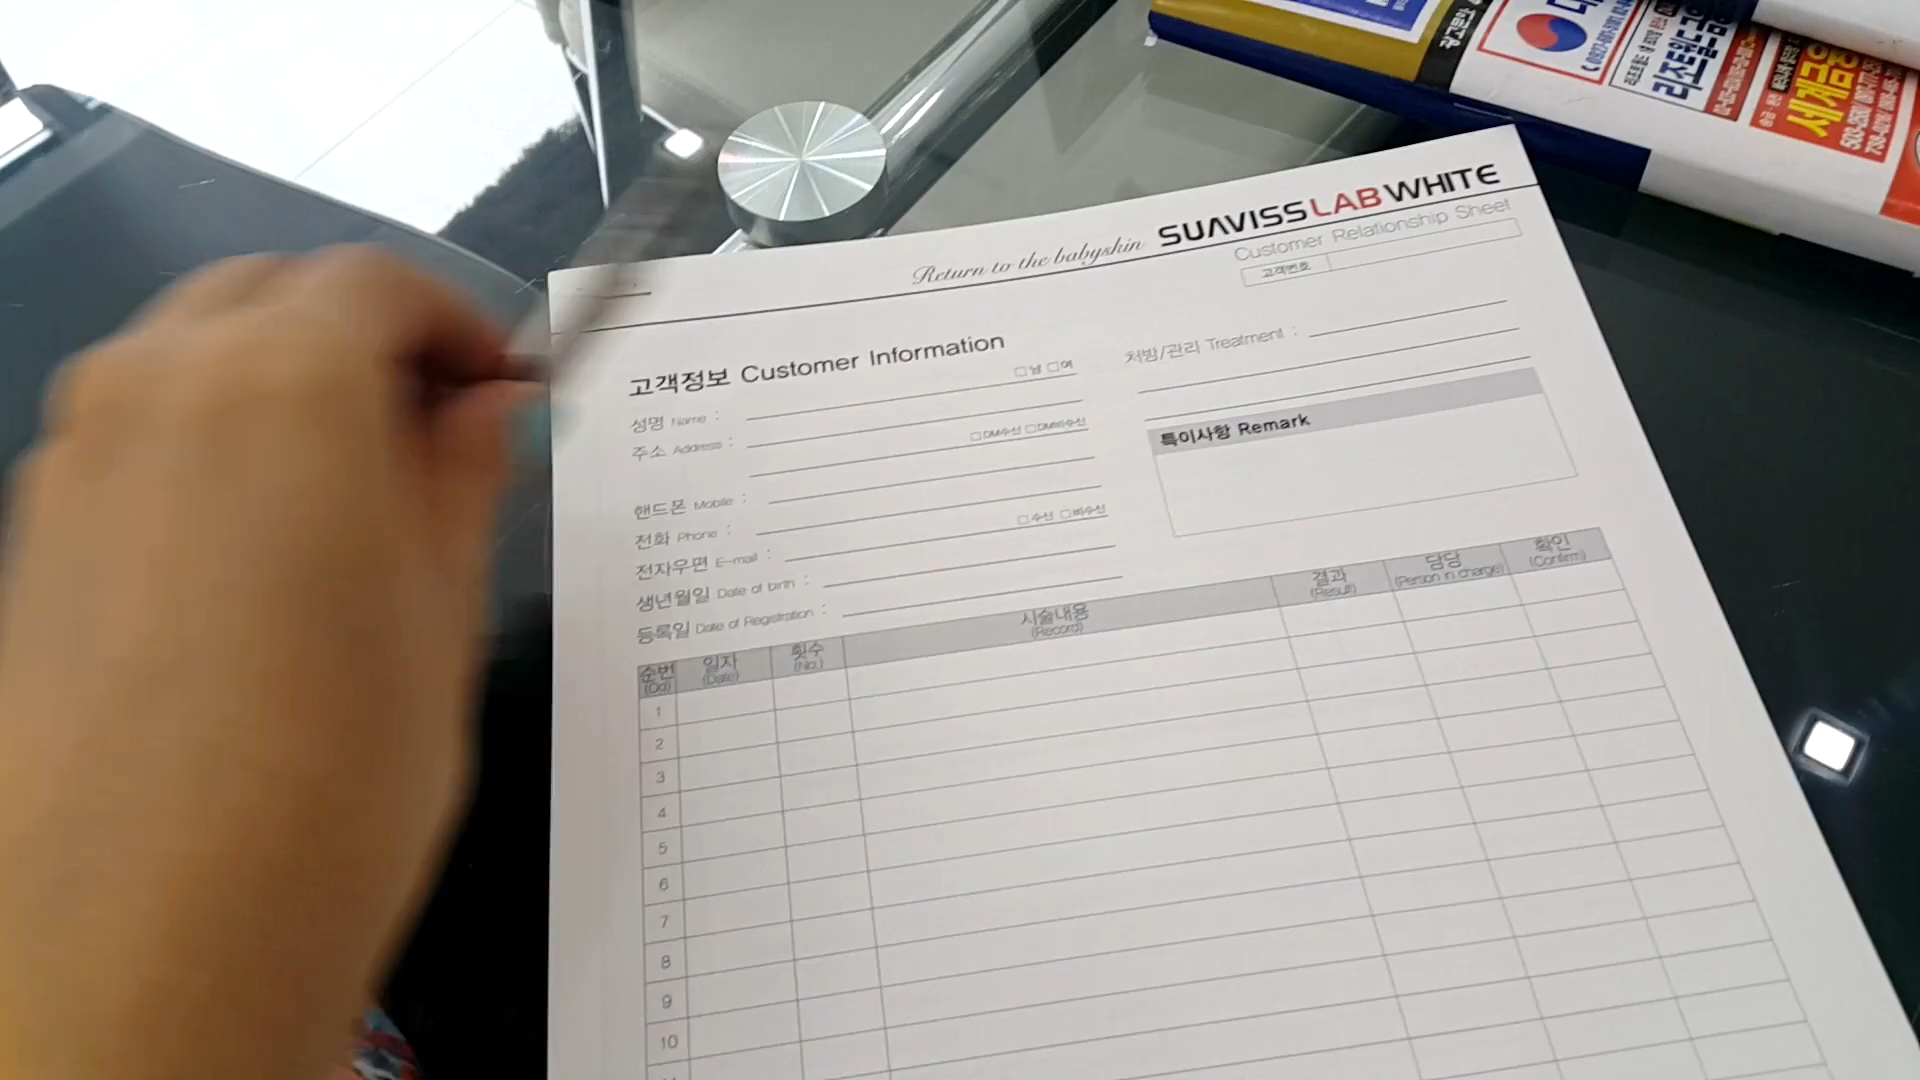 세계금
Return to the babyskin SUAVISS LAB WHITE
Customer Relationship Sheet
고객번호
고객정보 Customer Information
□남 □여
성명 Name :
주소 Address :
□DM수신 □DM비수신
핸드폰 Mobile :
전화 Phone :
□수신 □비수신
전자우편 E-mail :
생년월일 Date of birth :
등록일 Date of Registration :
처방/관리 Treatment :
특이사항 Remark
순번 일자 횟수 시술내용 결과 담당 확인
(Od) (Date) (No.) (Record) (Result) (Person in charge) (Confirm)
1
2
3
4
5
6
7
8
9
10